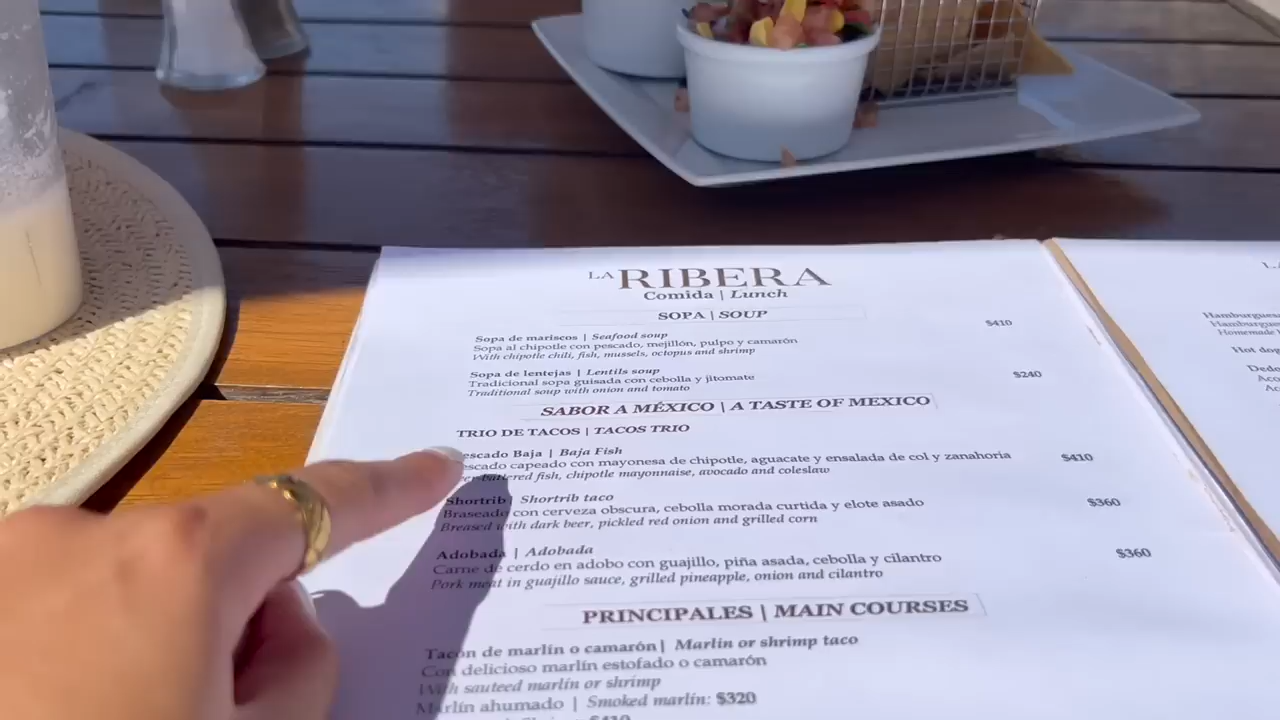 LA RIBERA
Comida | Lunch
SOPA | SOUP
Sopa de mariscos | Seafood soup $410
Sopa al chipotle con pescado, mejillón, pulpo y camarón
With chipotle chili, fish, mussels, octopus and shrimp
Sopa de lentejas | Lentils soup $240
Tradicional sopa guisada con cebolla y jitomate
Traditional soup with onion and tomato
SABOR A MÉXICO | A TASTE OF MEXICO
TRIO DE TACOS | TACOS TRIO
Baja | Baja Fish
capeado con mayonesa de chipotle, aguacate y ensalada de col y zanahoria $410
fish, chipotle mayonnaise, avocado and coleslaw
Shortrib | Shortrib taco
Braseado con cerveza obscura, cebolla morada curtida y elote asado $360
Breased with dark beer, pickled red onion and grilled corn
Adobada | Adobada $360
Carne de cerdo en adobo con guajillo, piña asada, cebolla y cilantro
Pork meat in guajillo sauce, grilled pineapple, onion and cilantro
PRINCIPALES | MAIN COURSES
Tacon de marlín o camarón | Marlin or shrimp taco
Con delicioso marlín estofado o camarón
With sauteed marlin or shrimp
Marlín ahumado | Smoked marlin: $320
Hot dog